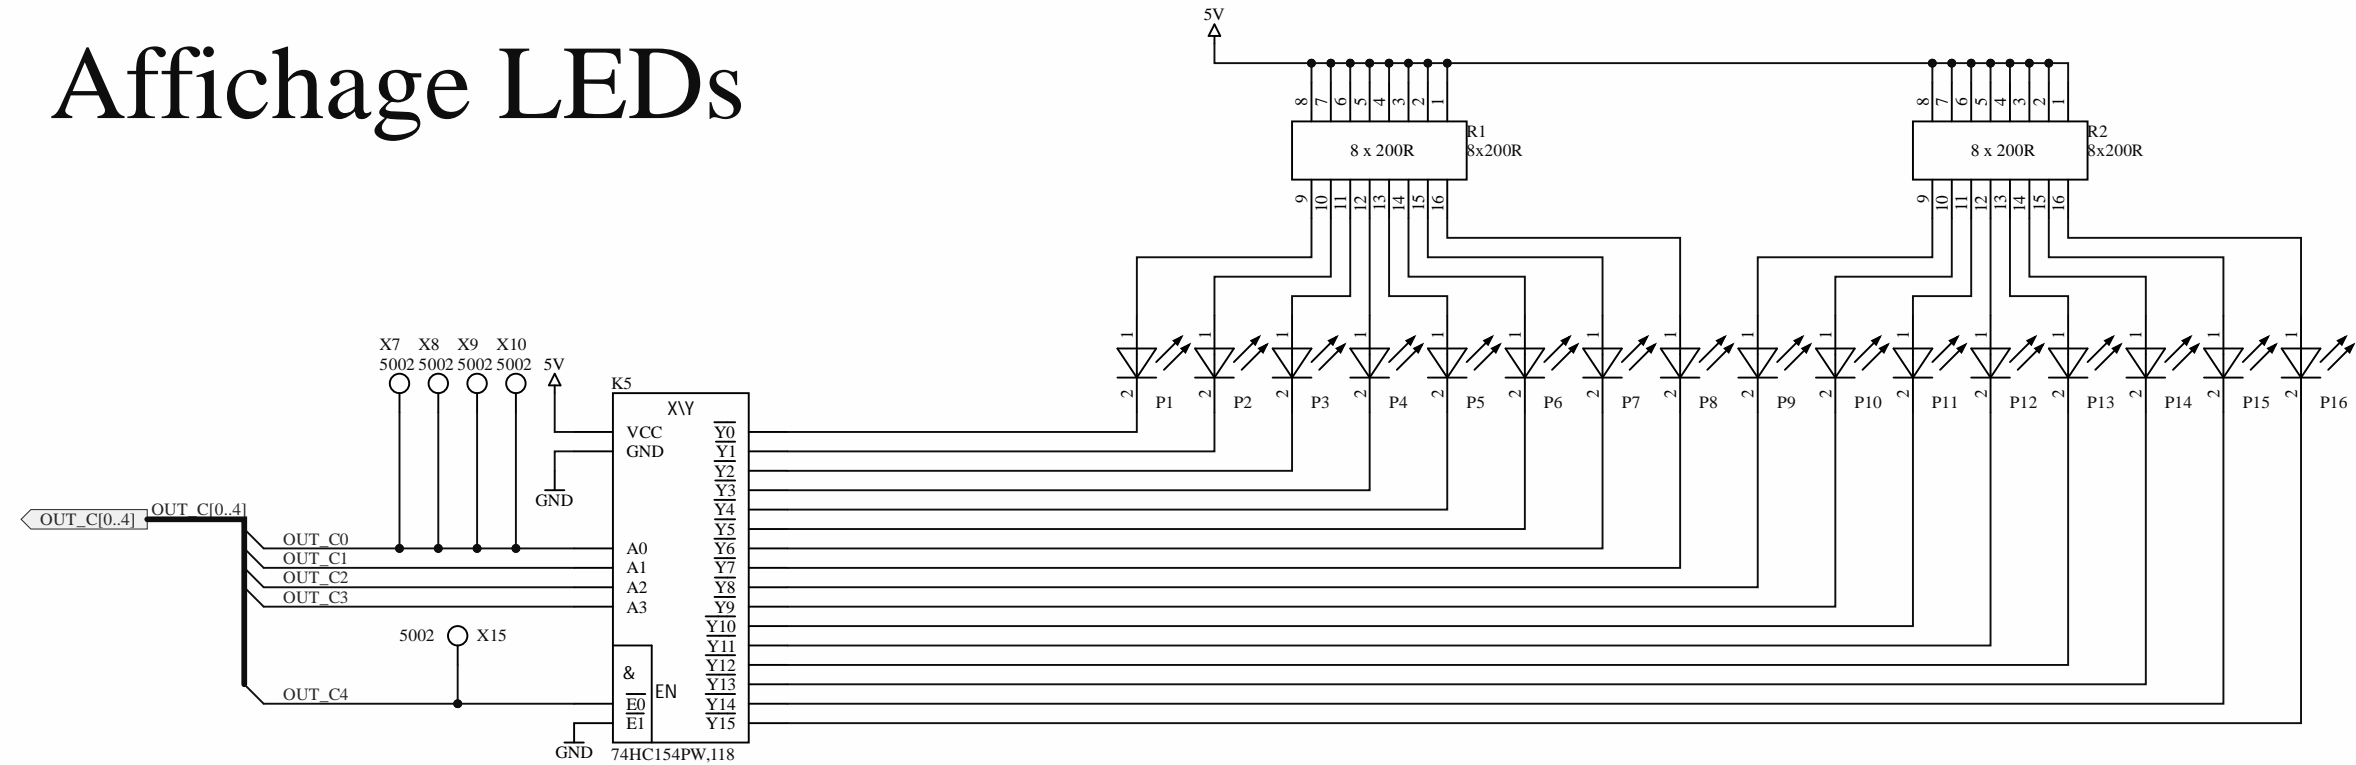 Affichage LEDs
5V
8 7 6 5 4 3 2 1
8 7 6 5 4 3 2 1
R1
8 x 200R
8x200R
R2
8 x 200R
8x200R
9 10 11 12 13 14 15 16
9 10 11 12 13 14 15 16
1 1 1 1 1 1 1 1 1 1 1 1 1 1 1 1
2 2 2 2 2 2 2 2 2 2 2 2 2 2 2 2
P1 P2 P3 P4 P5 P6 P7 P8 P9 P10 P11 P12 P13 P14 P15 P16
X7 X8 X9 X10
5002 5002 5002 5002
5V
K5
X\Y
VCC
GND
GND
Y0
Y1
Y2
Y3
Y4
Y5
Y6
Y7
Y8
Y9
Y10
Y11
Y12
Y13
Y14
Y15
OUT_C[0..4]
OUT_C[0..4]
OUT_C0
OUT_C1
OUT_C2
OUT_C3
A0
A1
A2
A3
5002 X15
OUT_C4
&
EN
E0
E1
GND
74HC154PW,118